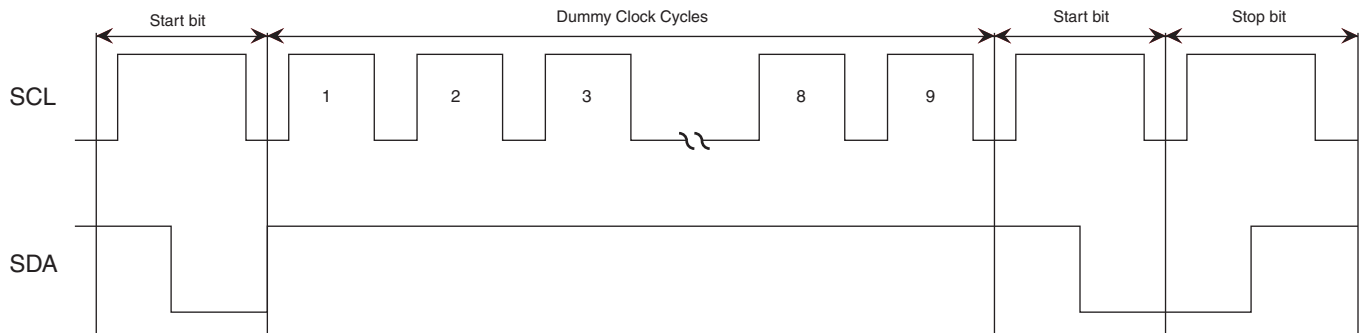 Start bit
Dummy Clock Cycles
Start bit
Stop bit
SCL
1
2
3
8
9
SDA